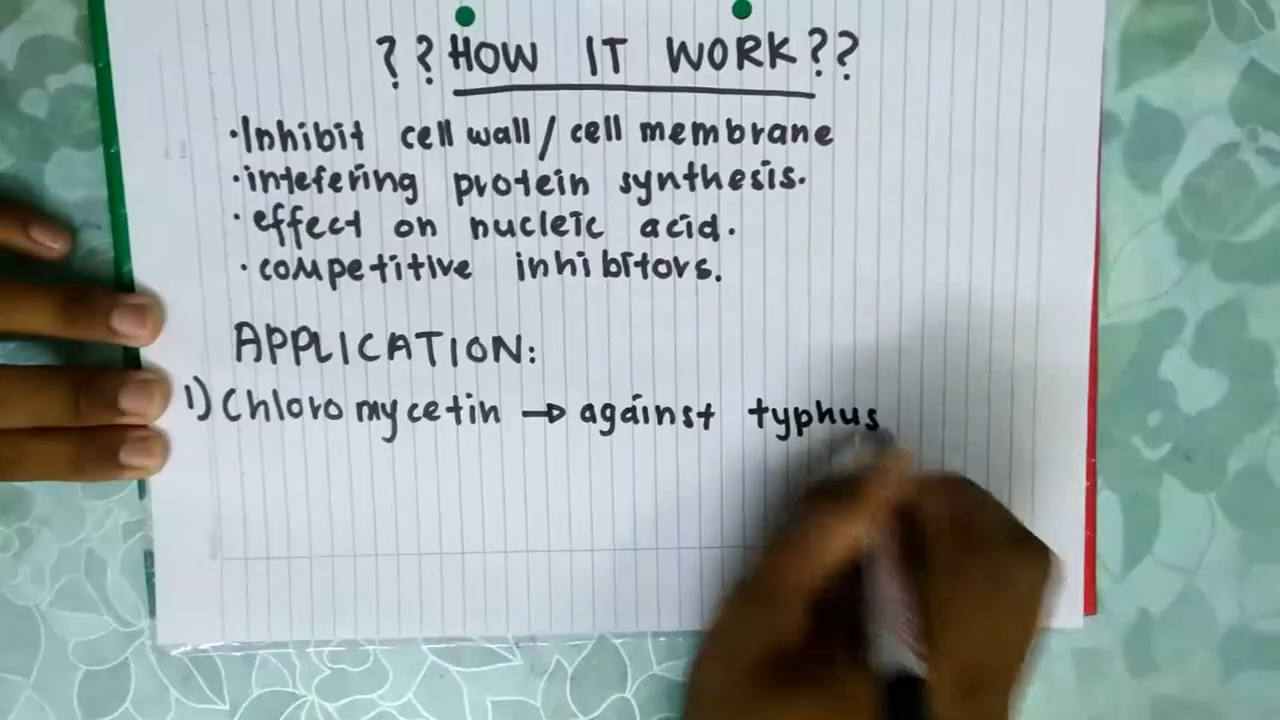 ??HOW IT WORK??
·Inhibit cell wall/cell membrane
·intefering protein synthesis.
·effect on nucleic acid.
·competitive inhibitors.
APPLICATION:
1) Chloromycetin → against typhus